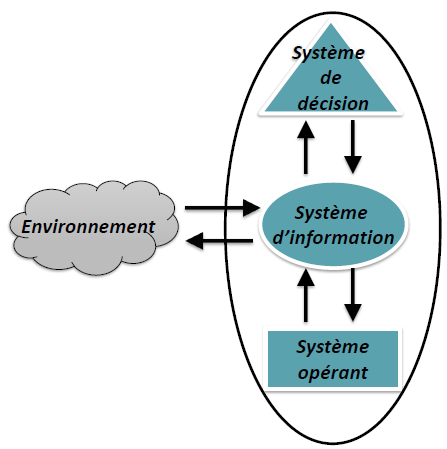 Système
de
décision
Environnement
Système
d’information
Système
opérant